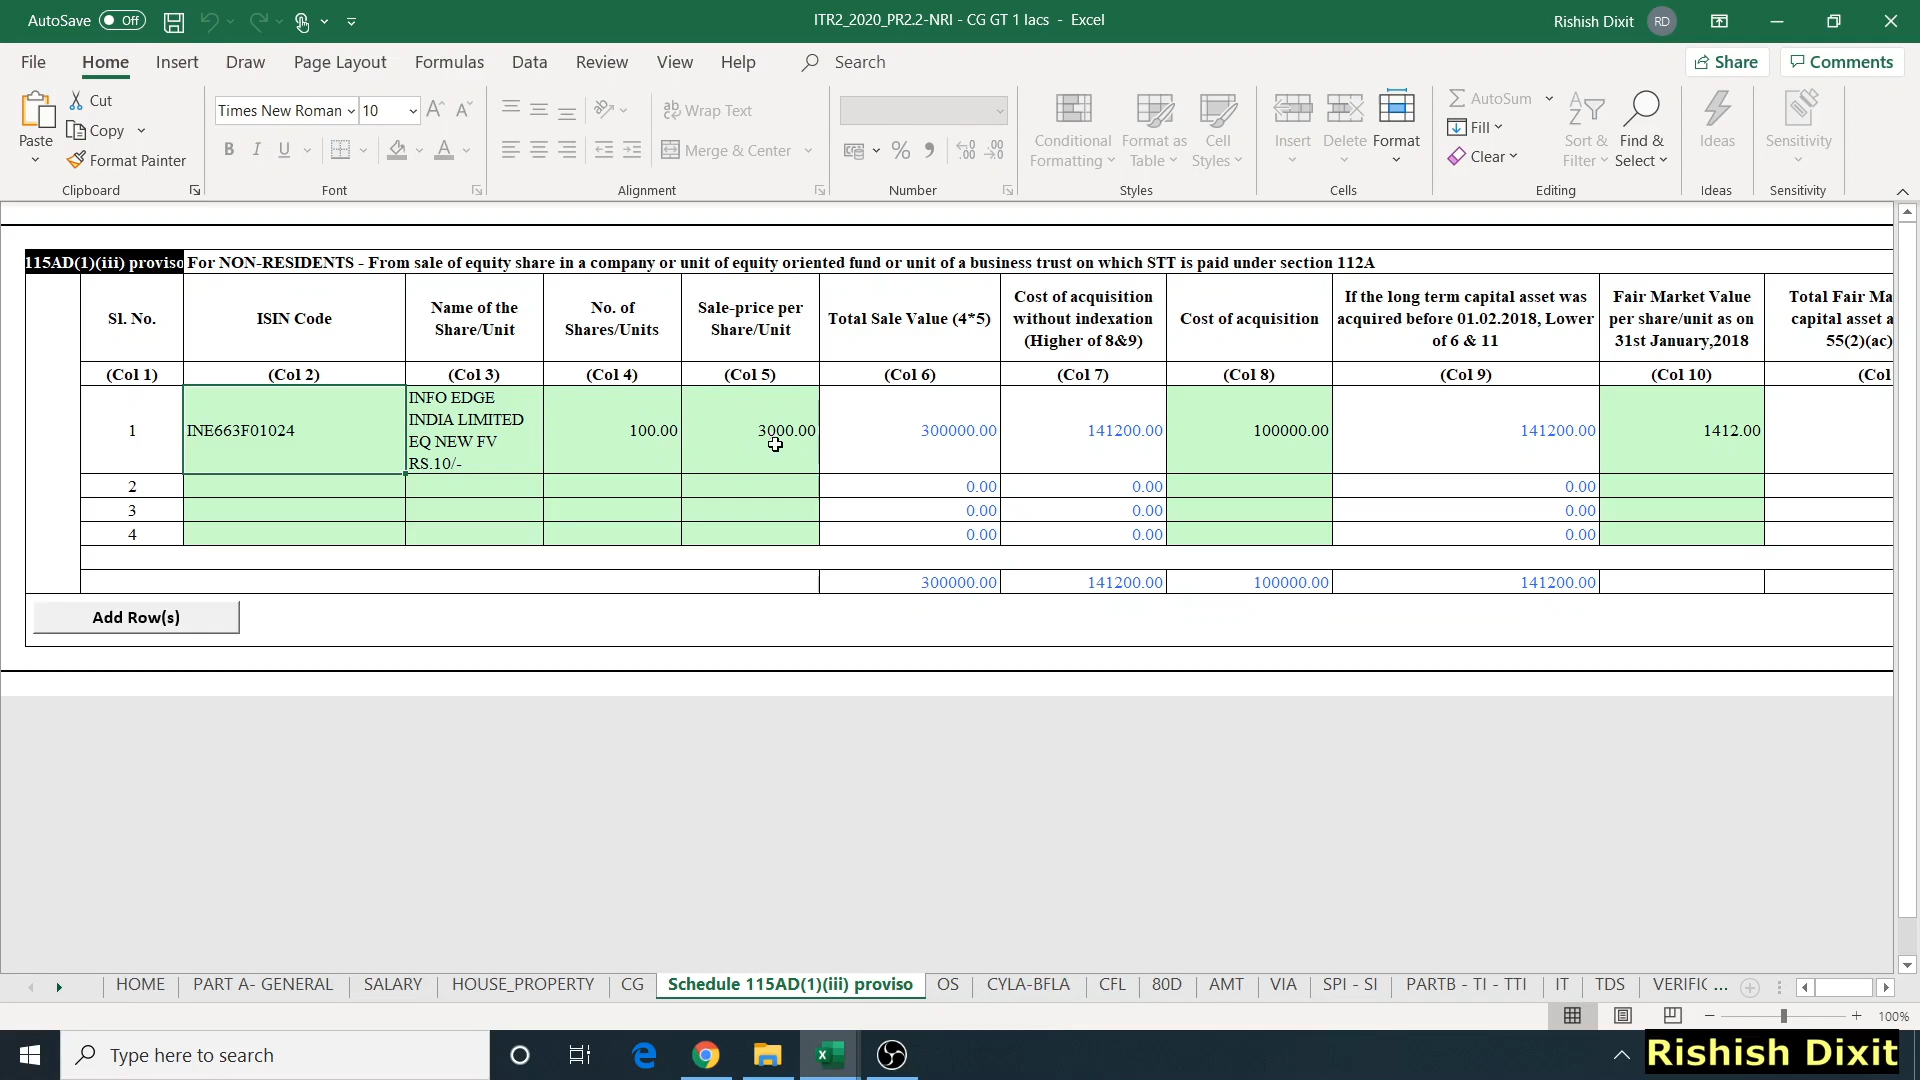 AutoSave Off ITR2_2020_PR2.2-NRI - CG GT 1 lacs - Excel Rishish Dixit RD
File Home Insert Draw Page Layout Formulas Data Review View Help Search Share Comments
Paste
Cut
Copy
Format Painter
Clipboard
Times New Roman 10
B I U
Font
Wrap Text
Merge & Center
Alignment
Number
Conditional Formatting
Format as Table
Cell Styles
Styles
Insert
Delete
Format
Cells
AutoSum
Fill
Clear
Sort & Filter
Find & Select
Editing
Ideas
Ideas
Sensitivity
Sensitivity
115AD(1)(iii) proviso For NON-RESIDENTS - From sale of equity share in a company or unit of equity oriented fund or unit of a business trust on which STT is paid under section 112A
Sl. No.
ISIN Code
Name of the
Share/Unit
No. of
Shares/Units
Sale-price per
Share/Unit
Total Sale Value (4*5)
Cost of acquisition
without indexation
(Higher of 8&9)
Cost of acquisition
If the long term capital asset was
acquired before 01.02.2018, Lower
of 6 & 11
Fair Market Value
per share/unit as on
31st January,2018
Total Fair Ma
capital asset a
55(2)(ac)
(Col 1) (Col 2) (Col 3) (Col 4) (Col 5) (Col 6) (Col 7) (Col 8) (Col 9) (Col 10) (Col
1 INE663F01024
INFO EDGE
INDIA LIMITED
EQ NEW FV
RS.10/-
100.00 3000.00 300000.00 141200.00 100000.00 141200.00 1412.00
2 0.00 0.00 0.00
3 0.00 0.00 0.00
4 0.00 0.00 0.00
300000.00 141200.00 100000.00 141200.00
Add Row(s)
HOME PART A- GENERAL SALARY HOUSE_PROPERTY CG Schedule 115AD(1)(iii) proviso OS CYLA-BFLA CFL 80D AMT VIA SPI - SI PARTB - TI - TTI IT TDS VERIFIC ...
100%
Type here to search
Rishish Dixit